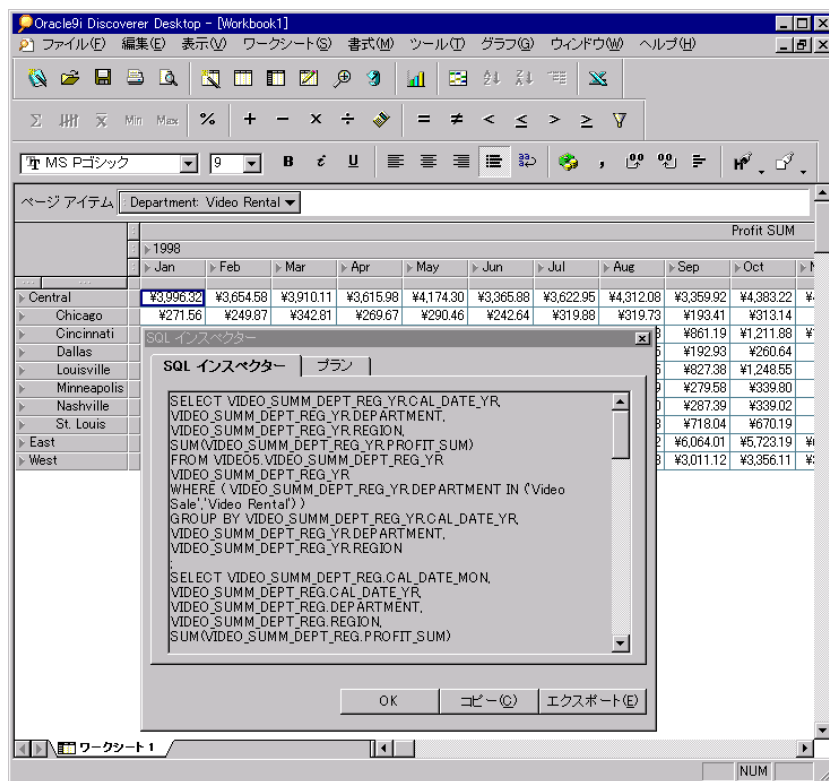 Oracle9i Discoverer Desktop - [Workbook1]
ファイル(F) 編集(E) 表示(V) ワークシート(S) 書式(M) ツール(T) グラフ(G) ウィンドウ(W) ヘルプ(H)
Σ Min Max % + - × ÷ = ≠ < ≤ > ≥
MS Pゴシック 9 B i U
ページ アイテム Department: Video Rental
Profit SUM
1998
Jan Feb Mar Apr May Jun Jul Aug Sep Oct
Central ¥3,996.32 ¥3,654.58 ¥3,910.11 ¥3,615.98 ¥4,174.30 ¥3,365.88 ¥3,622.95 ¥4,312.08 ¥3,359.92 ¥4,383.22
Chicago ¥271.56 ¥249.87 ¥342.81 ¥269.67 ¥290.46 ¥242.64 ¥319.88 ¥319.73 ¥193.41 ¥313.14
Cincinnati ¥861.19 ¥1,211.88
Dallas ¥192.93 ¥260.64
Louisville ¥827.38 ¥1,248.55
Minneapolis ¥279.58 ¥339.80
Nashville ¥287.39 ¥339.02
St. Louis ¥718.04 ¥670.19
East ¥6,064.01 ¥5,723.19
West ¥3,011.12 ¥3,356.11
SQL インスペクター
SQL インスペクター プラン
SELECT VIDEO_SUMM_DEPT_REG_YR.CAL_DATE_YR,
VIDEO_SUMM_DEPT_REG_YR.DEPARTMENT,
VIDEO_SUMM_DEPT_REG_YR.REGION,
SUM(VIDEO_SUMM_DEPT_REG_YR.PROFIT_SUM)
FROM VIDEO5.VIDEO_SUMM_DEPT_REG_YR
VIDEO_SUMM_DEPT_REG_YR
WHERE ( VIDEO_SUMM_DEPT_REG_YR.DEPARTMENT IN ('Video
Sale','Video Rental') )
GROUP BY VIDEO_SUMM_DEPT_REG_YR.CAL_DATE_YR,
VIDEO_SUMM_DEPT_REG_YR.DEPARTMENT,
VIDEO_SUMM_DEPT_REG_YR.REGION
;
SELECT VIDEO_SUMM_DEPT_REG.CAL_DATE_MON,
VIDEO_SUMM_DEPT_REG.CAL_DATE_YR,
VIDEO_SUMM_DEPT_REG.DEPARTMENT,
VIDEO_SUMM_DEPT_REG.REGION,
SUM(VIDEO_SUMM_DEPT_REG.PROFIT_SUM)
OK コピー(C) エクスポート(E)
ワークシート 1
NUM